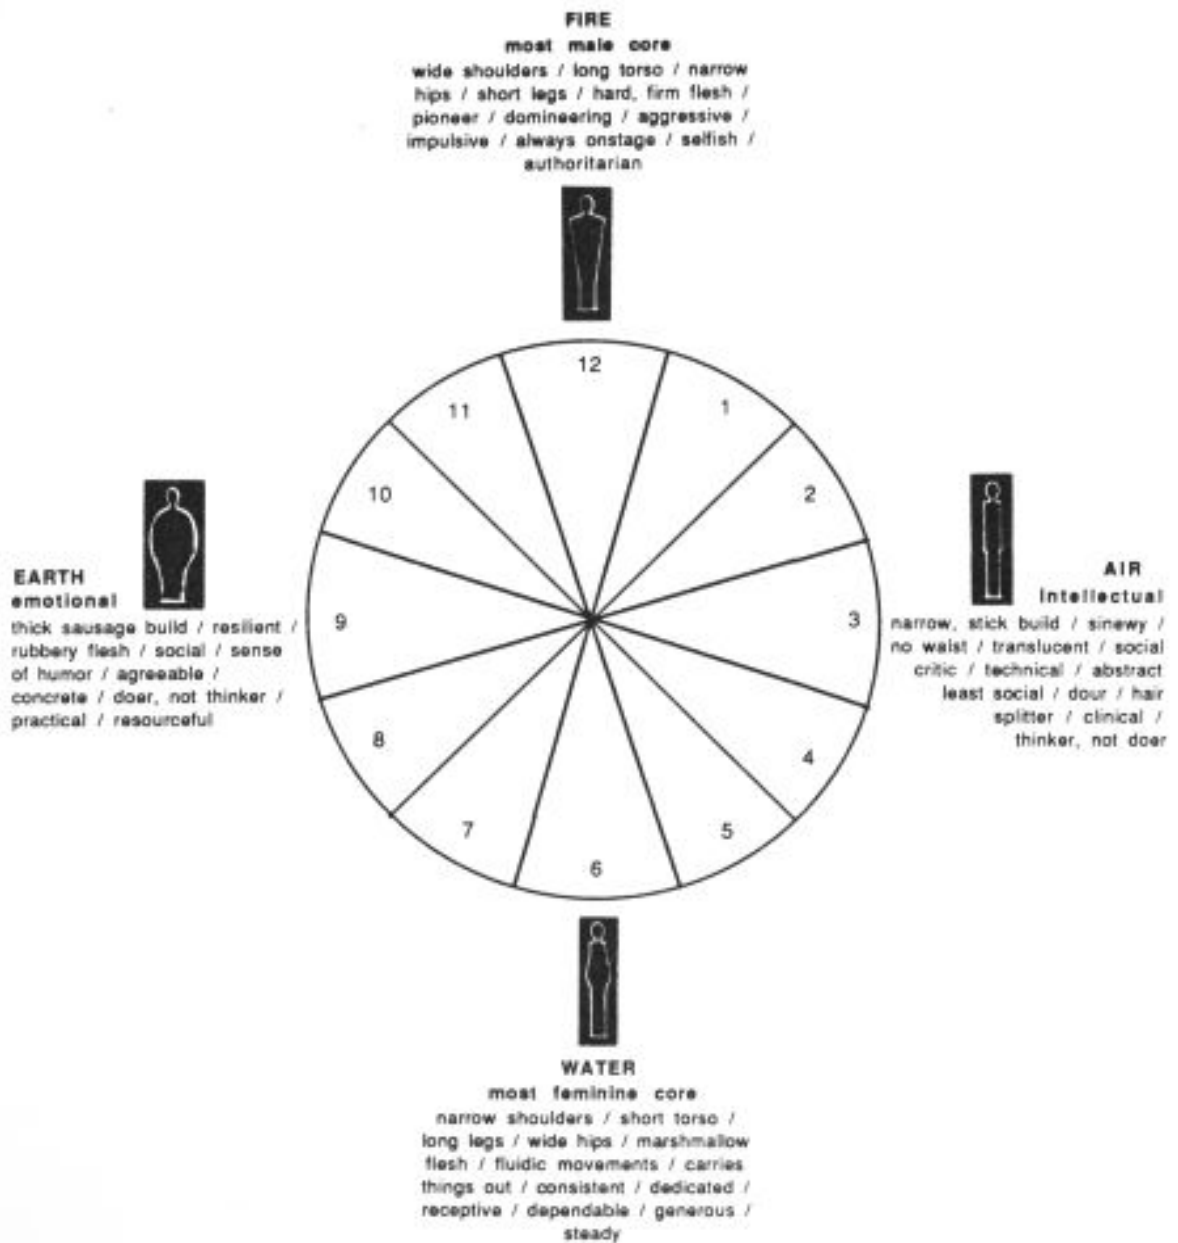 FIRE
most male core
wide shoulders / long torso / narrow
hips / short legs / hard, firm flesh /
pioneer / domineering / aggressive /
impulsive / always onstage / selfish /
authoritarian
12
11
1
10
2
EARTH
emotional
thick sausage build / resilient /
rubbery flesh / social / sense
of humor / agreeable /
concrete / doer, not thinker /
practical / resourceful
9
3
AIR
Intellectual
narrow, stick build / sinewy /
no waist / translucent / social
critic / technical / abstract
least social / dour / hair
splitter / clinical /
thinker, not doer
8
4
7
5
6
WATER
most feminine core
narrow shoulders / short torso /
long legs / wide hips / marshmallow
flesh / fluidic movements / carries
things out / consistent / dedicated /
receptive / dependable / generous /
steady